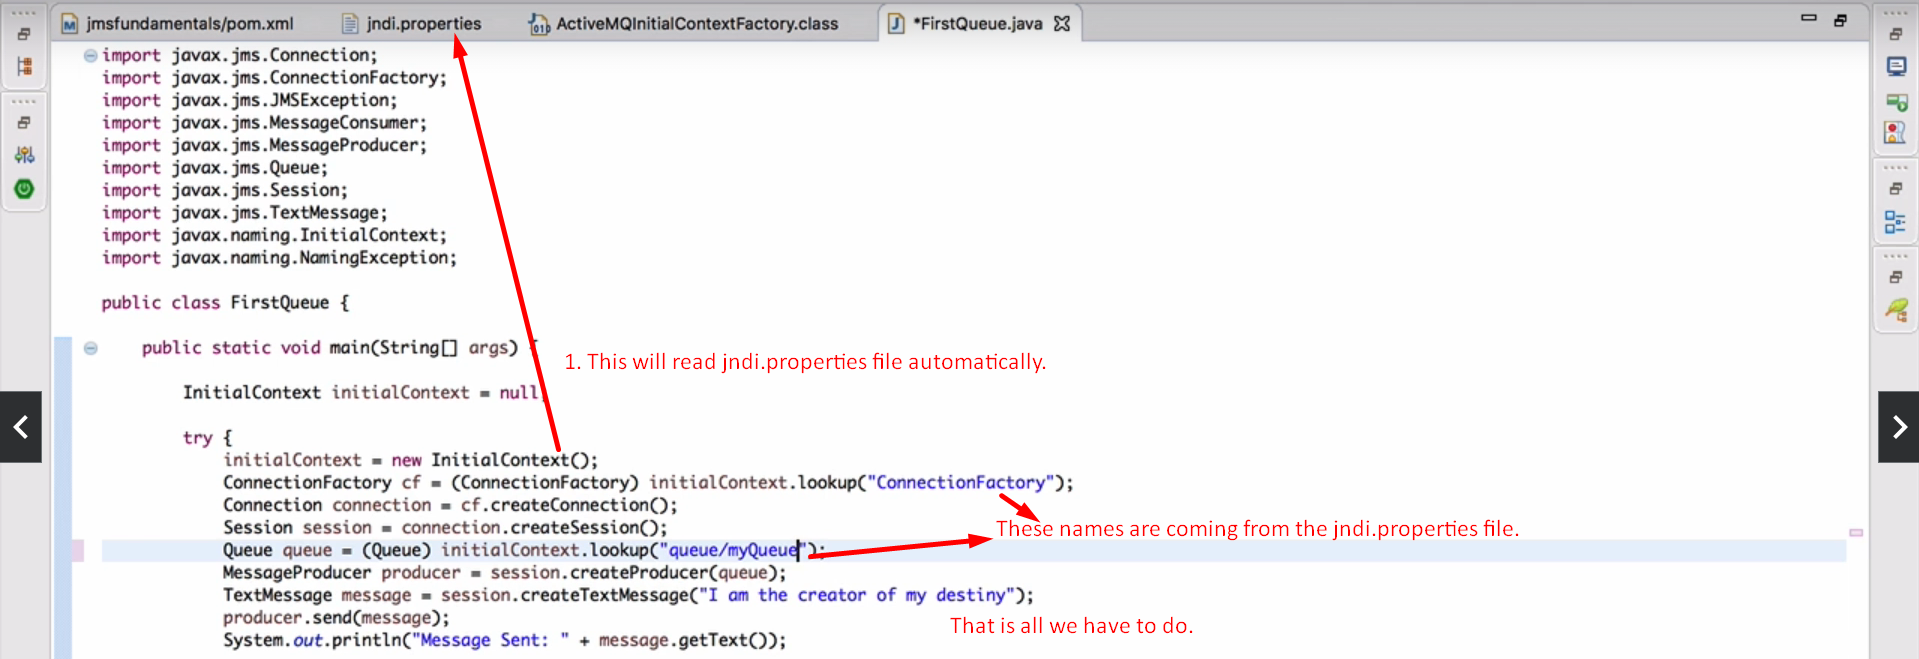 jmsfundamentals/pom.xml jndi.properties ActiveMQInitialContextFactory.class *FirstQueue.java
import javax.jms.Connection;
import javax.jms.ConnectionFactory;
import javax.jms.JMSException;
import javax.jms.MessageConsumer;
import javax.jms.MessageProducer;
import javax.jms.Queue;
import javax.jms.Session;
import javax.jms.TextMessage;
import javax.naming.InitialContext;
import javax.naming.NamingException;
public class FirstQueue {
public static void main(String[] args) {
1. This will read jndi.properties file automatically.
InitialContext initialContext = null;
try {
initialContext = new InitialContext();
ConnectionFactory cf = (ConnectionFactory) initialContext.lookup("ConnectionFactory");
Connection connection = cf.createConnection();
Session session = connection.createSession();
These names are coming from the jndi.properties file.
Queue queue = (Queue) initialContext.lookup("queue/myQueue");
MessageProducer producer = session.createProducer(queue);
TextMessage message = session.createTextMessage("I am the creator of my destiny");
producer.send(message);
That is all we have to do.
System.out.println("Message Sent: " + message.getText());